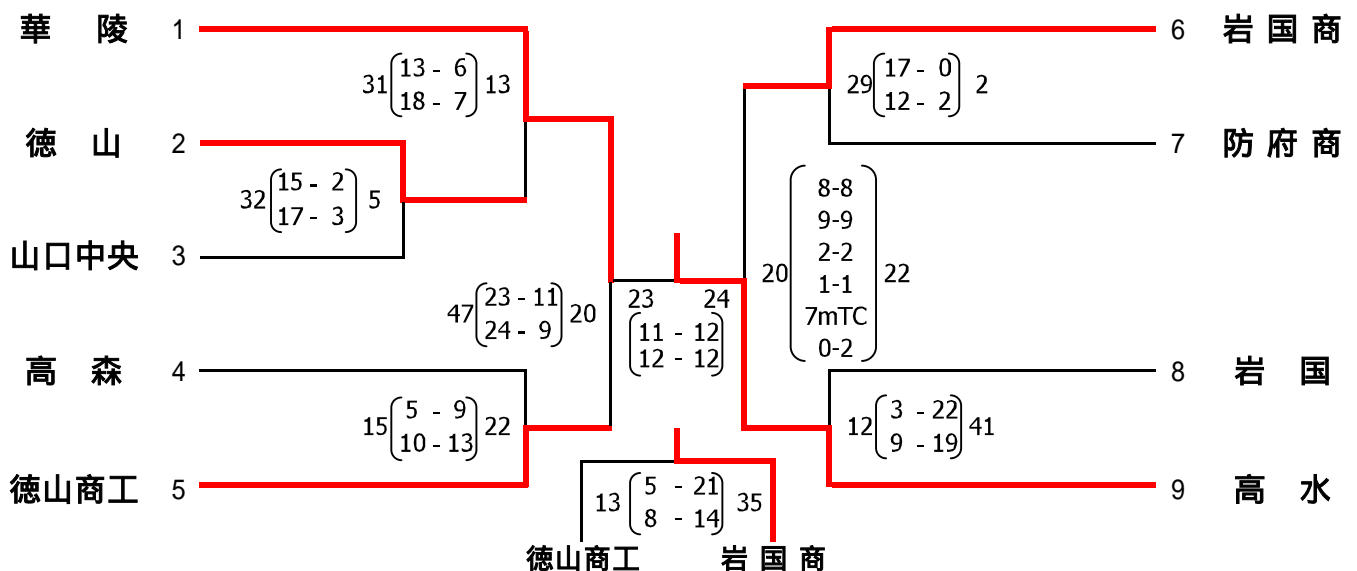 華 陵 1
31 13 - 6 13
18 - 7
徳 山 2
32 15 - 2 5
17 - 3
山口中央 3
47 23 - 11 20
24 - 9
高 森 4
15 5 - 9 22
10 - 13
徳山商工 5
23 24
11 - 12
12 - 12
6 岩国商
29 17 - 0 2
12 - 2
7 防府商
8-8
9-9
2-2
20 22
1-1
7mTC
0-2
8 岩 国
12 3 - 22 41
9 - 19
9 高 水
13 5 - 21 35
8 - 14
徳山商工 岩国商